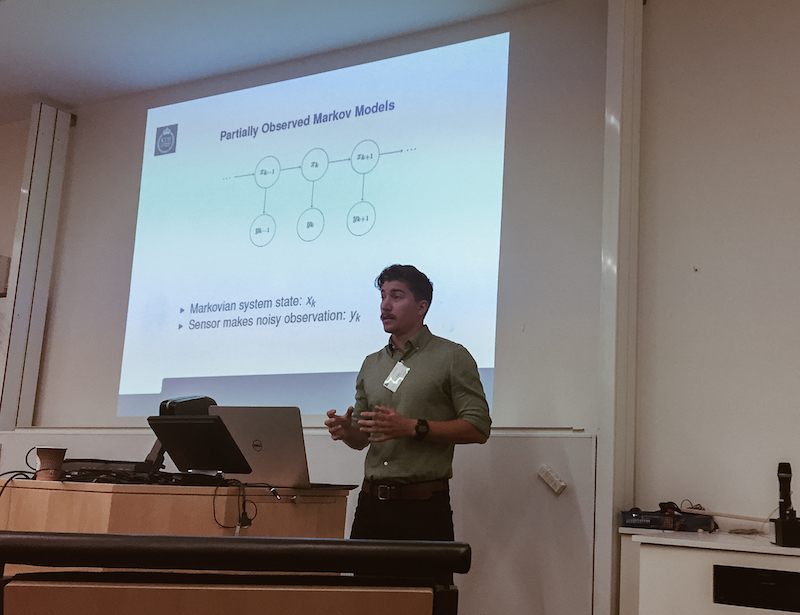 Partially Observed Markov Models
... x_{k-1} x_k x_{k+1} ...
y_{k-1} y_k y_{k+1}
▸ Markovian system state: x_k
▸ Sensor makes noisy observation: y_k
DELL